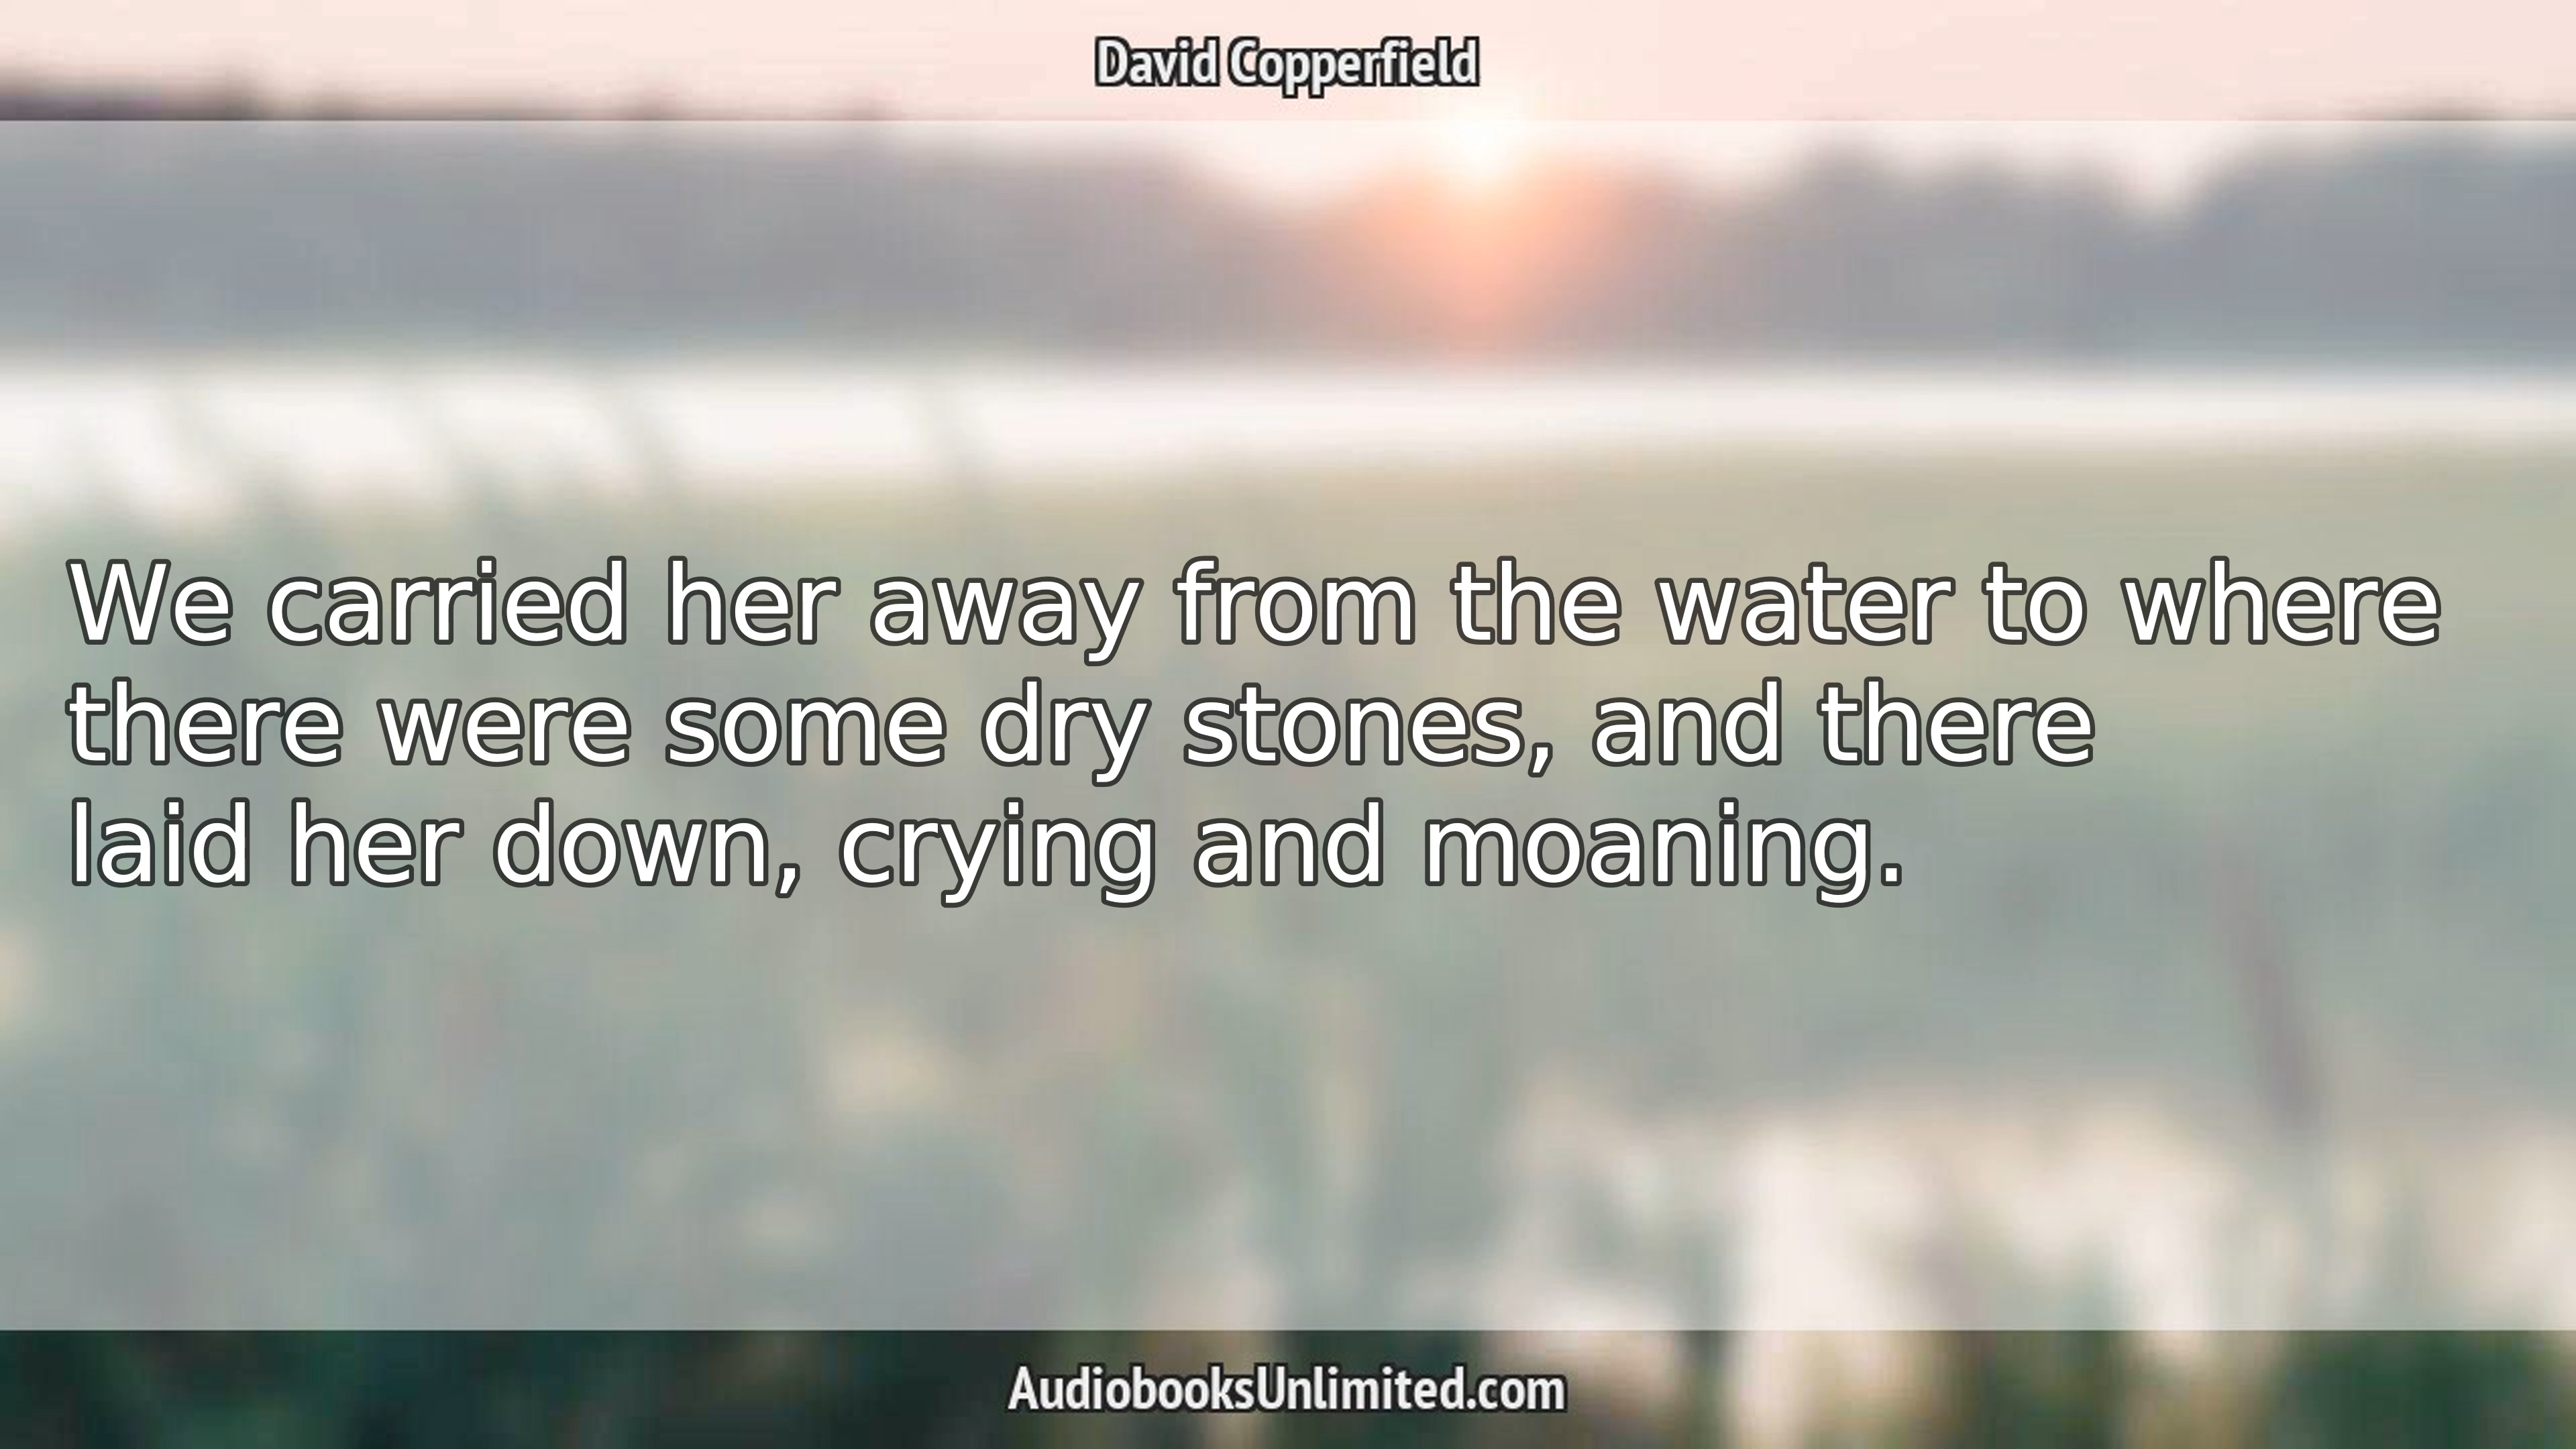 David Copperfield
We carried her away from the water to where
there were some dry stones, and there
laid her down, crying and moaning.
AudiobooksUnlimited.com